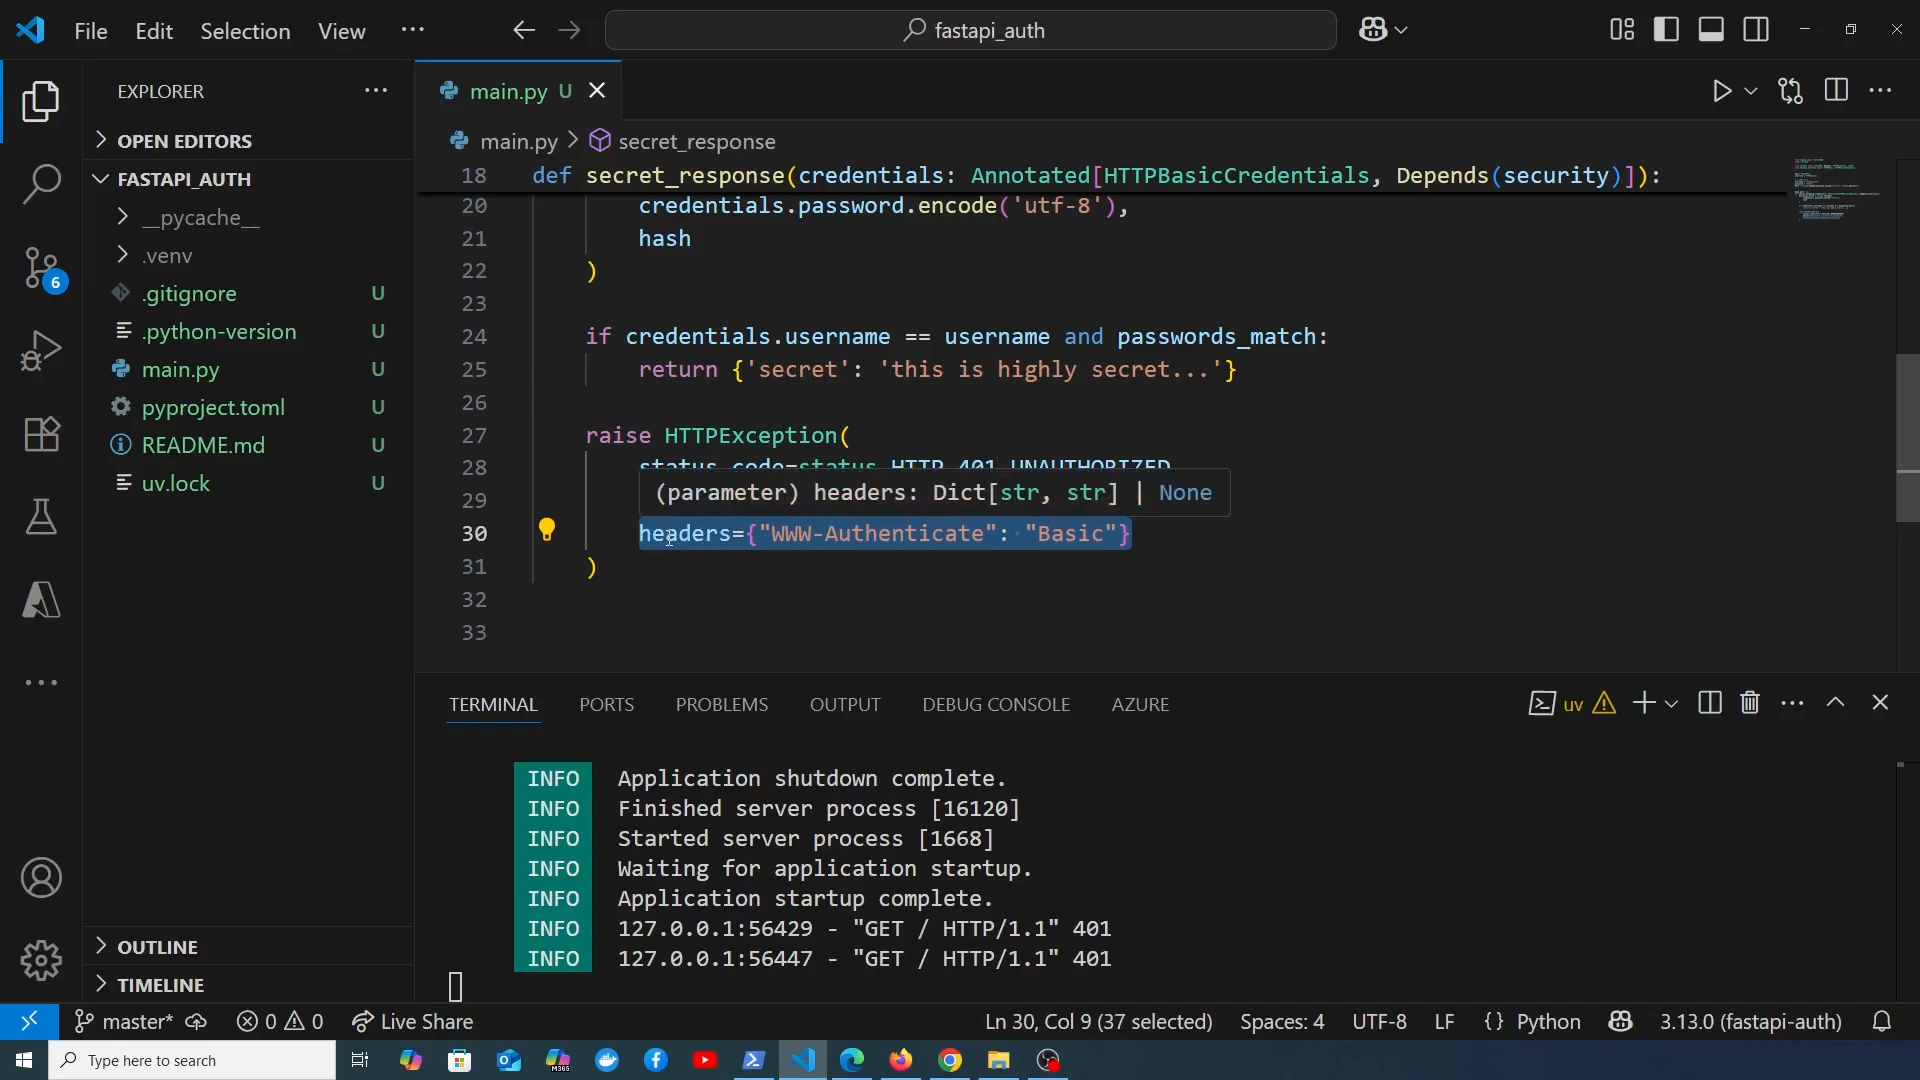 File Edit Selection View ...
fastapi_auth
EXPLORER
OPEN EDITORS
FASTAPI_AUTH
__pycache__
.venv
.gitignore U
.python-version U
main.py U
pyproject.toml U
README.md U
uv.lock U
OUTLINE
TIMELINE
6
main.py U
main.py > secret_response
18 def secret_response(credentials: Annotated[HTTPBasicCredentials, Depends(security)]):
20 credentials.password.encode('utf-8'),
21 hash
22 )
23
24 if credentials.username == username and passwords_match:
25 return {'secret': 'this is highly secret...'}
26
27 raise HTTPException(
28 status_code=status.HTTP_401_UNAUTHORIZED
29
(parameter) headers: Dict[str, str] | None
30 headers={"WWW-Authenticate": "Basic"}
31 )
32
33
TERMINAL PORTS PROBLEMS OUTPUT DEBUG CONSOLE AZURE
uv
INFO Application shutdown complete.
INFO Finished server process [16120]
INFO Started server process [1668]
INFO Waiting for application startup.
INFO Application startup complete.
INFO 127.0.0.1:56429 - "GET / HTTP/1.1" 401
INFO 127.0.0.1:56447 - "GET / HTTP/1.1" 401
master* 0 0 Live Share Ln 30, Col 9 (37 selected) Spaces: 4 UTF-8 LF {} Python 3.13.0 (fastapi-auth)
Type here to search
M365